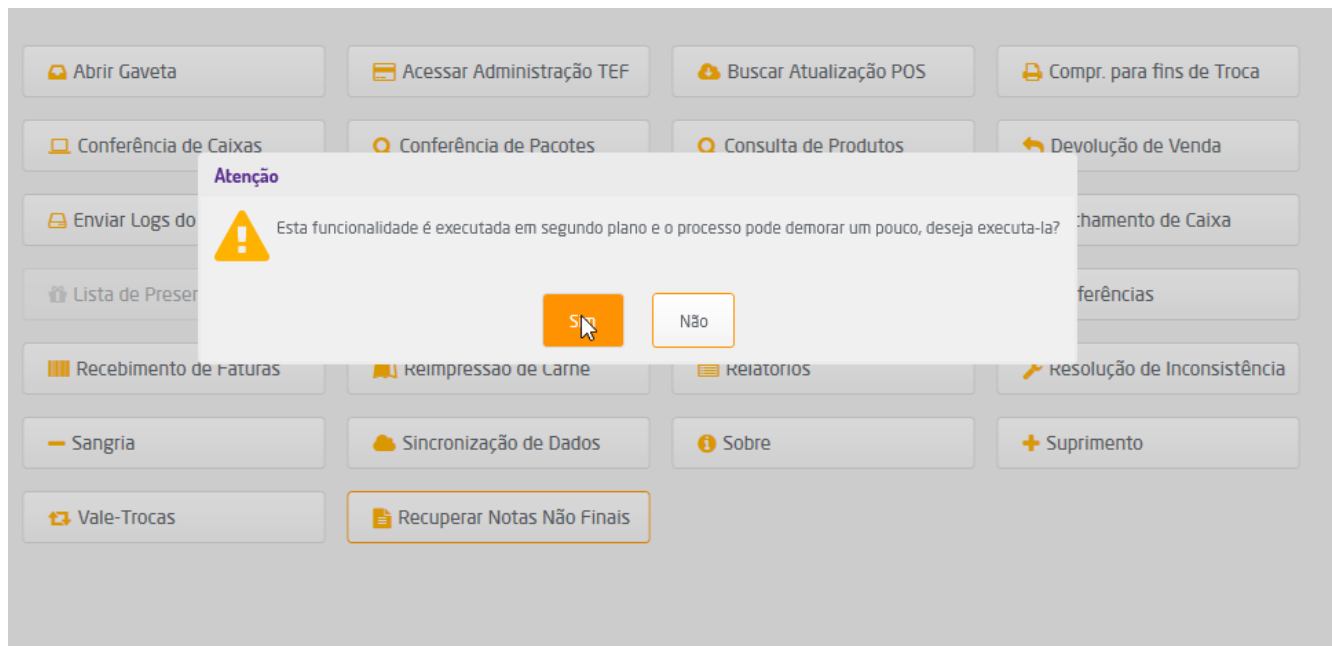 Abrir Gaveta
Acessar Administração TEF
Buscar Atualização POS
Compr. para fins de Troca
Conferência de Caixas
Conferência de Pacotes
Consulta de Produtos
Devolução de Venda
Atenção
Enviar Logs do
Esta funcionalidade é executada em segundo plano e o processo pode demorar um pouco, deseja executa-la?
chamento de Caixa
Lista de Presen
ferências
Sim
Não
Recebimento de Faturas
Reimpressão de Carnê
Relatórios
Resolução de Inconsistência
Sangria
Sincronização de Dados
Sobre
Suprimento
Vale-Trocas
Recuperar Notas Não Finais